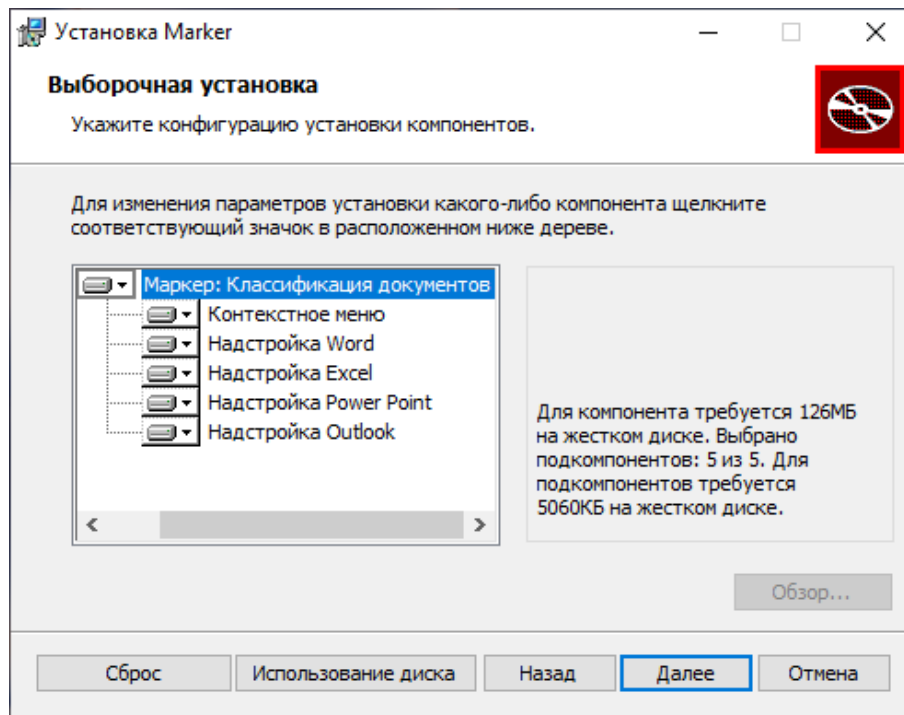 Установка Marker
Выборочная установка
Укажите конфигурацию установки компонентов.
Для изменения параметров установки какого-либо компонента щелкните
соответствующий значок в расположенном ниже дереве.
Маркер: Классификация документов
Контекстное меню
Надстройка Word
Надстройка Excel
Надстройка Power Point
Надстройка Outlook
Для компонента требуется 126МБ
на жестком диске. Выбрано
подкомпонентов: 5 из 5. Для
подкомпонентов требуется
5060КБ на жестком диске.
Обзор...
Сброс
Использование диска
Назад
Далее
Отмена